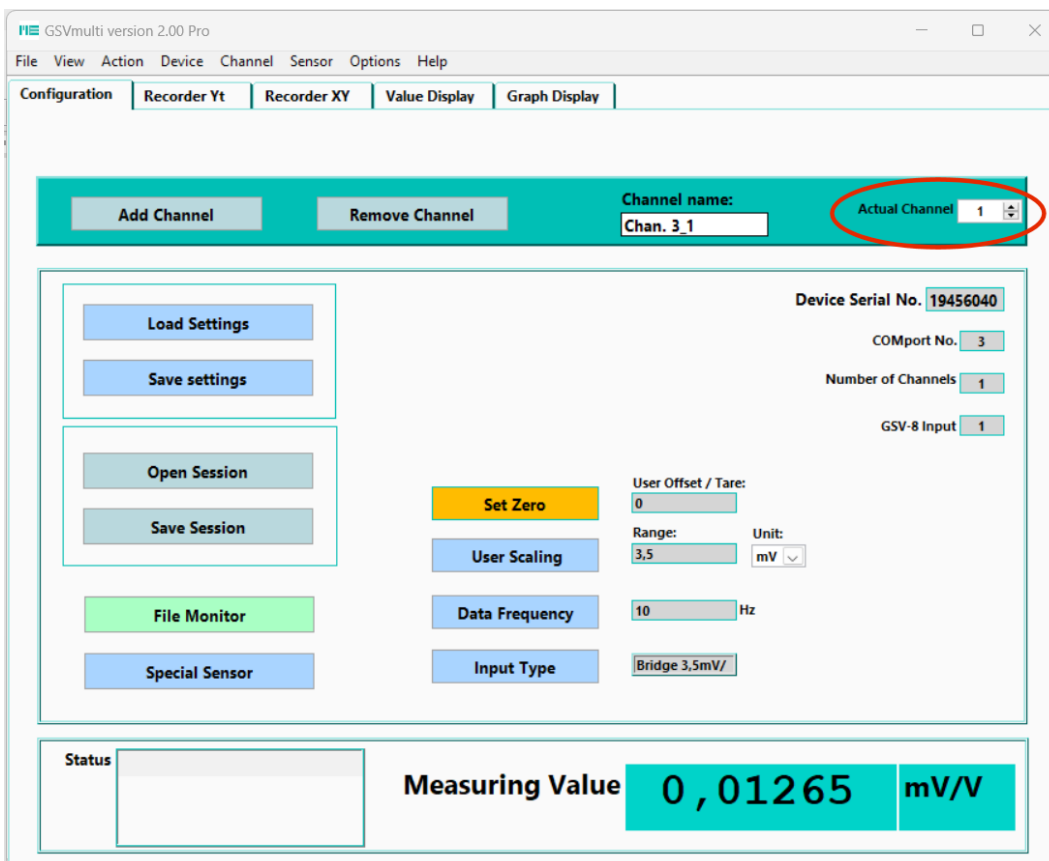 GSVmulti version 2.00 Pro
File View Action Device Channel Sensor Options Help
Configuration Recorder Yt Recorder XY Value Display Graph Display
Add Channel Remove Channel
Channel name:
Chan. 3_1
Actual Channel 1
Load Settings
Save settings
Open Session
Save Session
File Monitor
Special Sensor
Device Serial No. 19456040
COMport No. 3
Number of Channels 1
GSV-8 Input 1
Set Zero
User Offset / Tare:
0
User Scaling
Range:
3,5
Unit:
mV
Data Frequency
10 Hz
Input Type
Bridge 3,5mV/
Status
Measuring Value 0,01265 mV/V